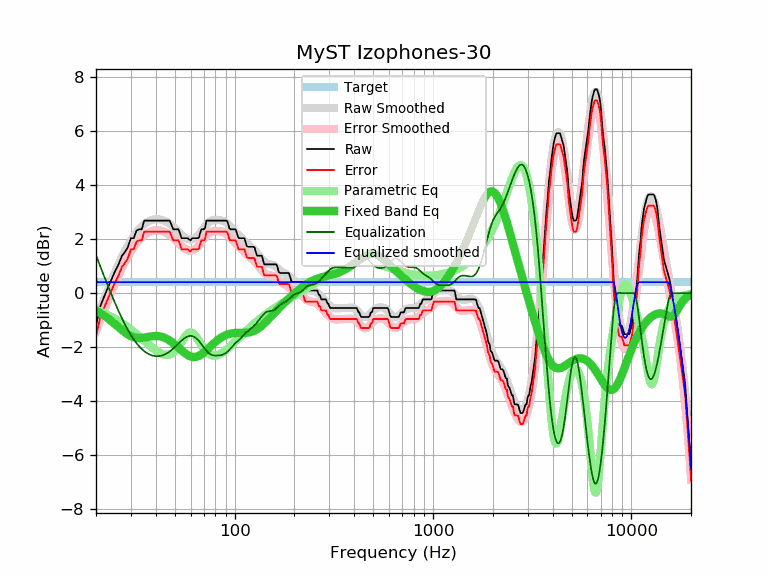 MyST Izophones-30
Amplitude (dBr)
8
6
4
2
0
−2
−4
−6
−8
Target
Raw Smoothed
Error Smoothed
Raw
Error
Parametric Eq
Fixed Band Eq
Equalization
Equalized smoothed
100
1000
10000
Frequency (Hz)